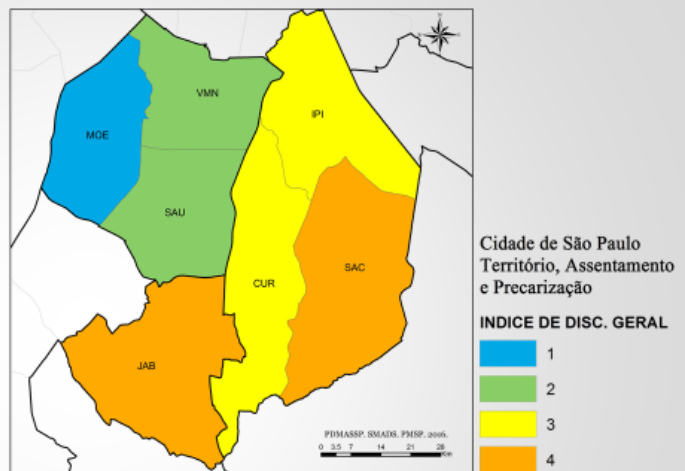 VMN
IPI
MOE
SAU
CUR
SAC
JAB
PDMASSP. SMADS. PMSP. 2016.
0 3,5 7 14 21 28
Km
Cidade de São Paulo
Território, Assentamento
e Precarização
INDICE DE DISC. GERAL
1
2
3
4